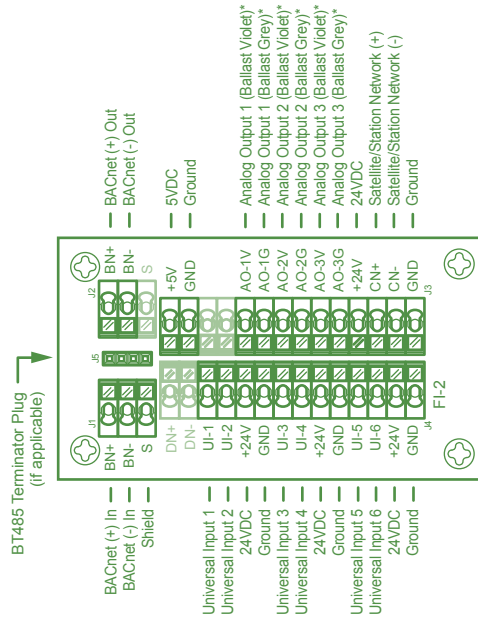 BT485 Terminator Plug
(if applicable)
BACnet (+) In
BACnet (-) In
Shield
Universal Input 1
Universal Input 2
24VDC
Ground
Universal Input 3
Universal Input 4
24VDC
Ground
Universal Input 5
Universal Input 6
24VDC
Ground
J1
BN+
BN-
S
DN+
DN-
UI-1
UI-2
+24V
GND
UI-3
UI-4
+24V
GND
UI-5
UI-6
+24V
GND
J4
FI-2
J5
J2
BN+
BN-
S
+5V
GND
AO-1V
AO-1G
AO-2V
AO-2G
AO-3V
AO-3G
+24V
CN+
CN-
GND
J3
BACnet (+) Out
BACnet (-) Out
5VDC
Ground
Analog Output 1 (Ballast Violet)*
Analog Output 1 (Ballast Grey)*
Analog Output 2 (Ballast Violet)*
Analog Output 2 (Ballast Grey)*
Analog Output 3 (Ballast Violet)*
Analog Output 3 (Ballast Grey)*
24VDC
Satellite/Station Network (+)
Satellite/Station Network (-)
Ground